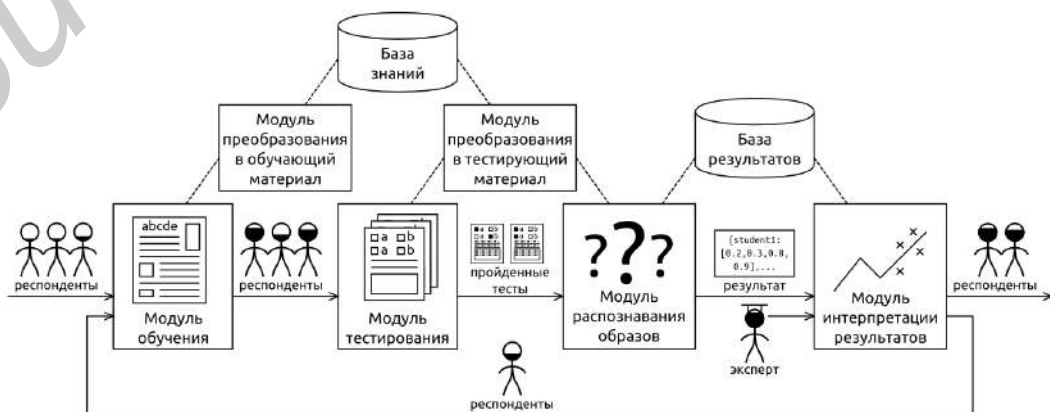 База
знаний
Модуль
преобразования
в обучающий
материал
Модуль
преобразования
в тестирующий
материал
База
результатов
abcde
респонденты
Модуль
обучения
респонденты
a b
a b
Модуль
тестирования
пройденные
тесты
???
Модуль
распознавания
образов
{student1:
[0.2,0.3,0.8,
0.9],...
результат
эксперт
Модуль
интерпретации
результатов
респонденты
респонденты